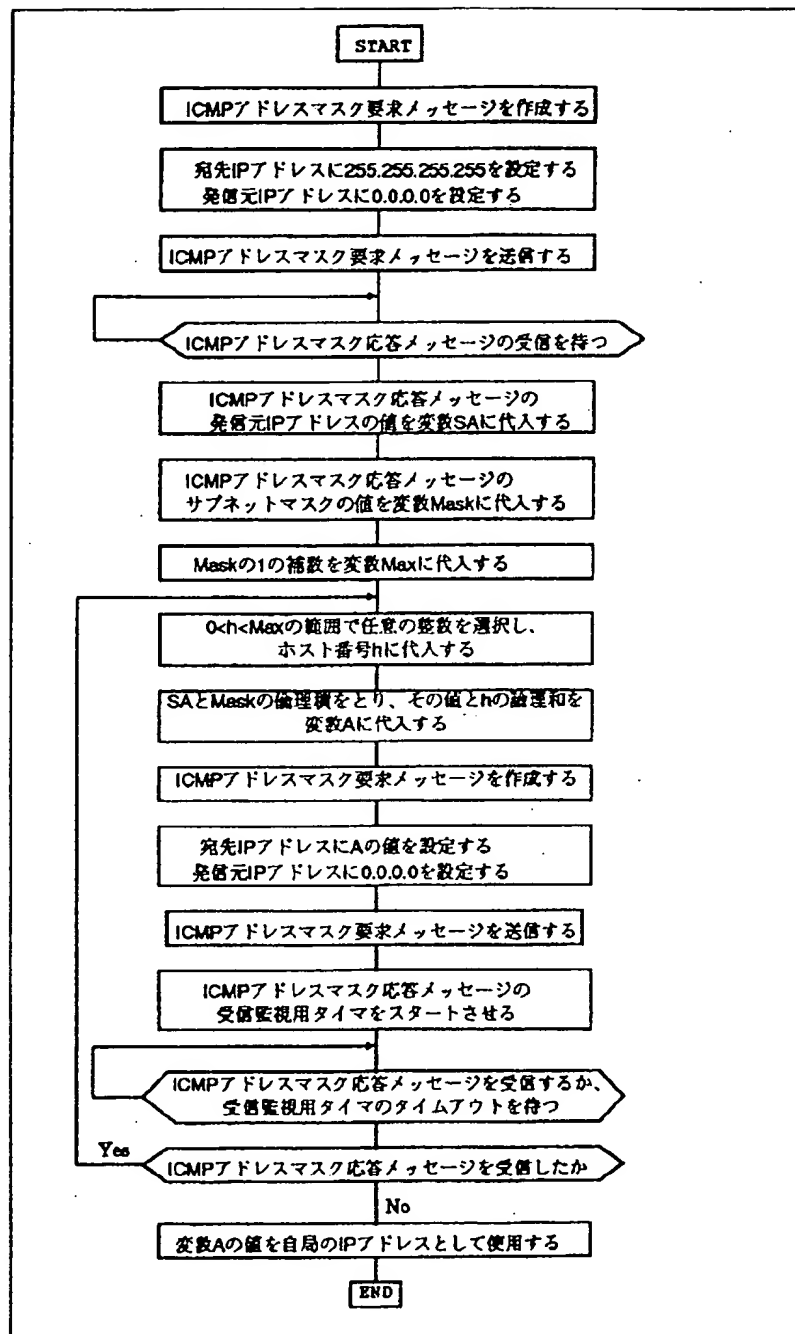 START
ICMPアドレスマスク要求メッセージを作成する
宛先IPアドレスに255.255.255.255を設定する
発信元IPアドレスに0.0.0.0を設定する
ICMPアドレスマスク要求メッセージを送信する
ICMPアドレスマスク応答メッセージの受信を待つ
ICMPアドレスマスク応答メッセージの
発信元IPアドレスの値を変数SAに代入する
ICMPアドレスマスク応答メッセージの
サブネットマスクの値を変数Maskに代入する
Maskの1の補数を変数Maxに代入する
0<h<Maxの範囲で任意の整数を選択し、
ホスト番号hに代入する
SAとMaskの論理積をとり、その値とhの論理和を
変数Aに代入する
ICMPアドレスマスク要求メッセージを作成する
宛先IPアドレスにAの値を設定する
発信元IPアドレスに0.0.0.0を設定する
ICMPアドレスマスク要求メッセージを送信する
ICMPアドレスマスク応答メッセージの
受信監視用タイマをスタートさせる
ICMPアドレスマスク応答メッセージを受信するか、
受信監視用タイマのタイムアウトを待つ
Yes
ICMPアドレスマスク応答メッセージを受信したか
No
変数Aの値を自局のIPアドレスとして使用する
END